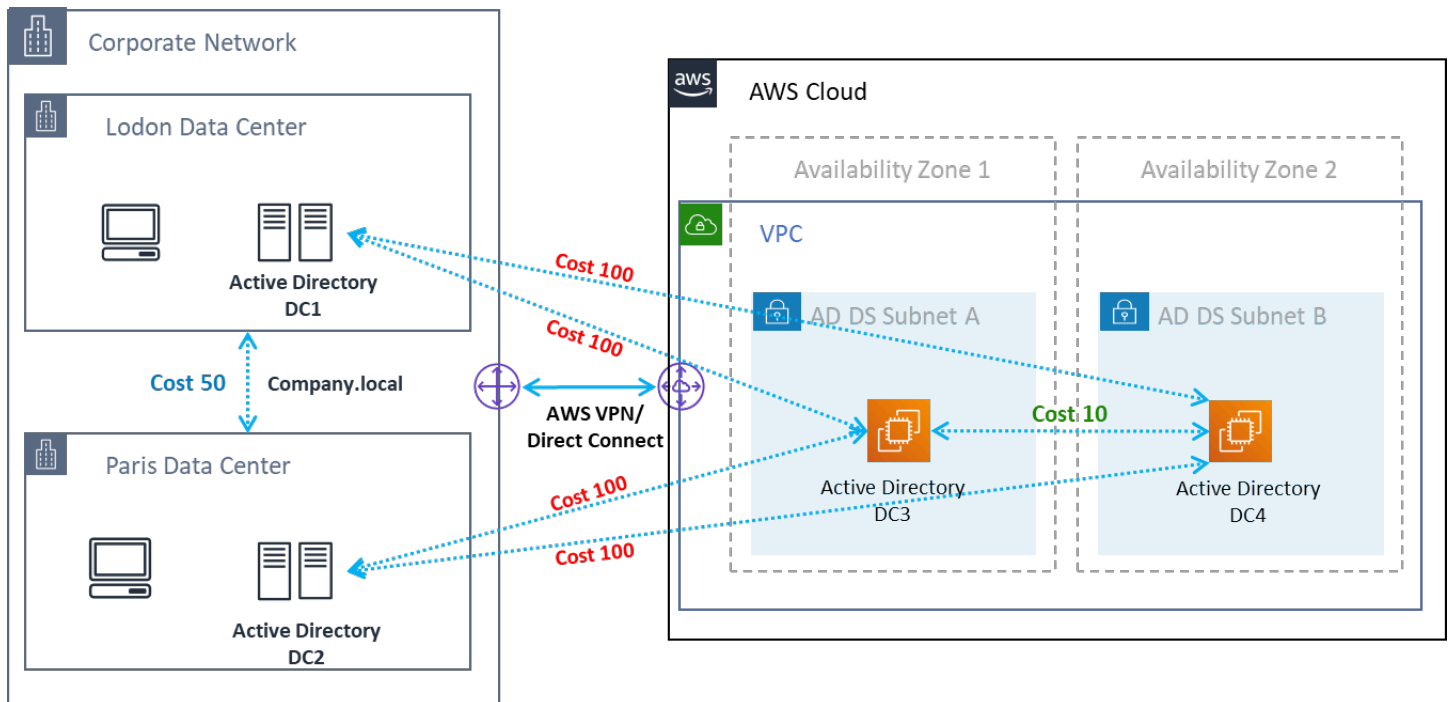 Corporate Network
Lodon Data Center
Active Directory
DC1
Cost 50
Company.local
Paris Data Center
Active Directory
DC2
AWS VPN/
Direct Connect
Cost 100
Cost 100
Cost 100
Cost 100
aws
AWS Cloud
Availability Zone 1
Availability Zone 2
VPC
AD DS Subnet A
AD DS Subnet B
Cost 10
Active Directory
DC3
Active Directory
DC4